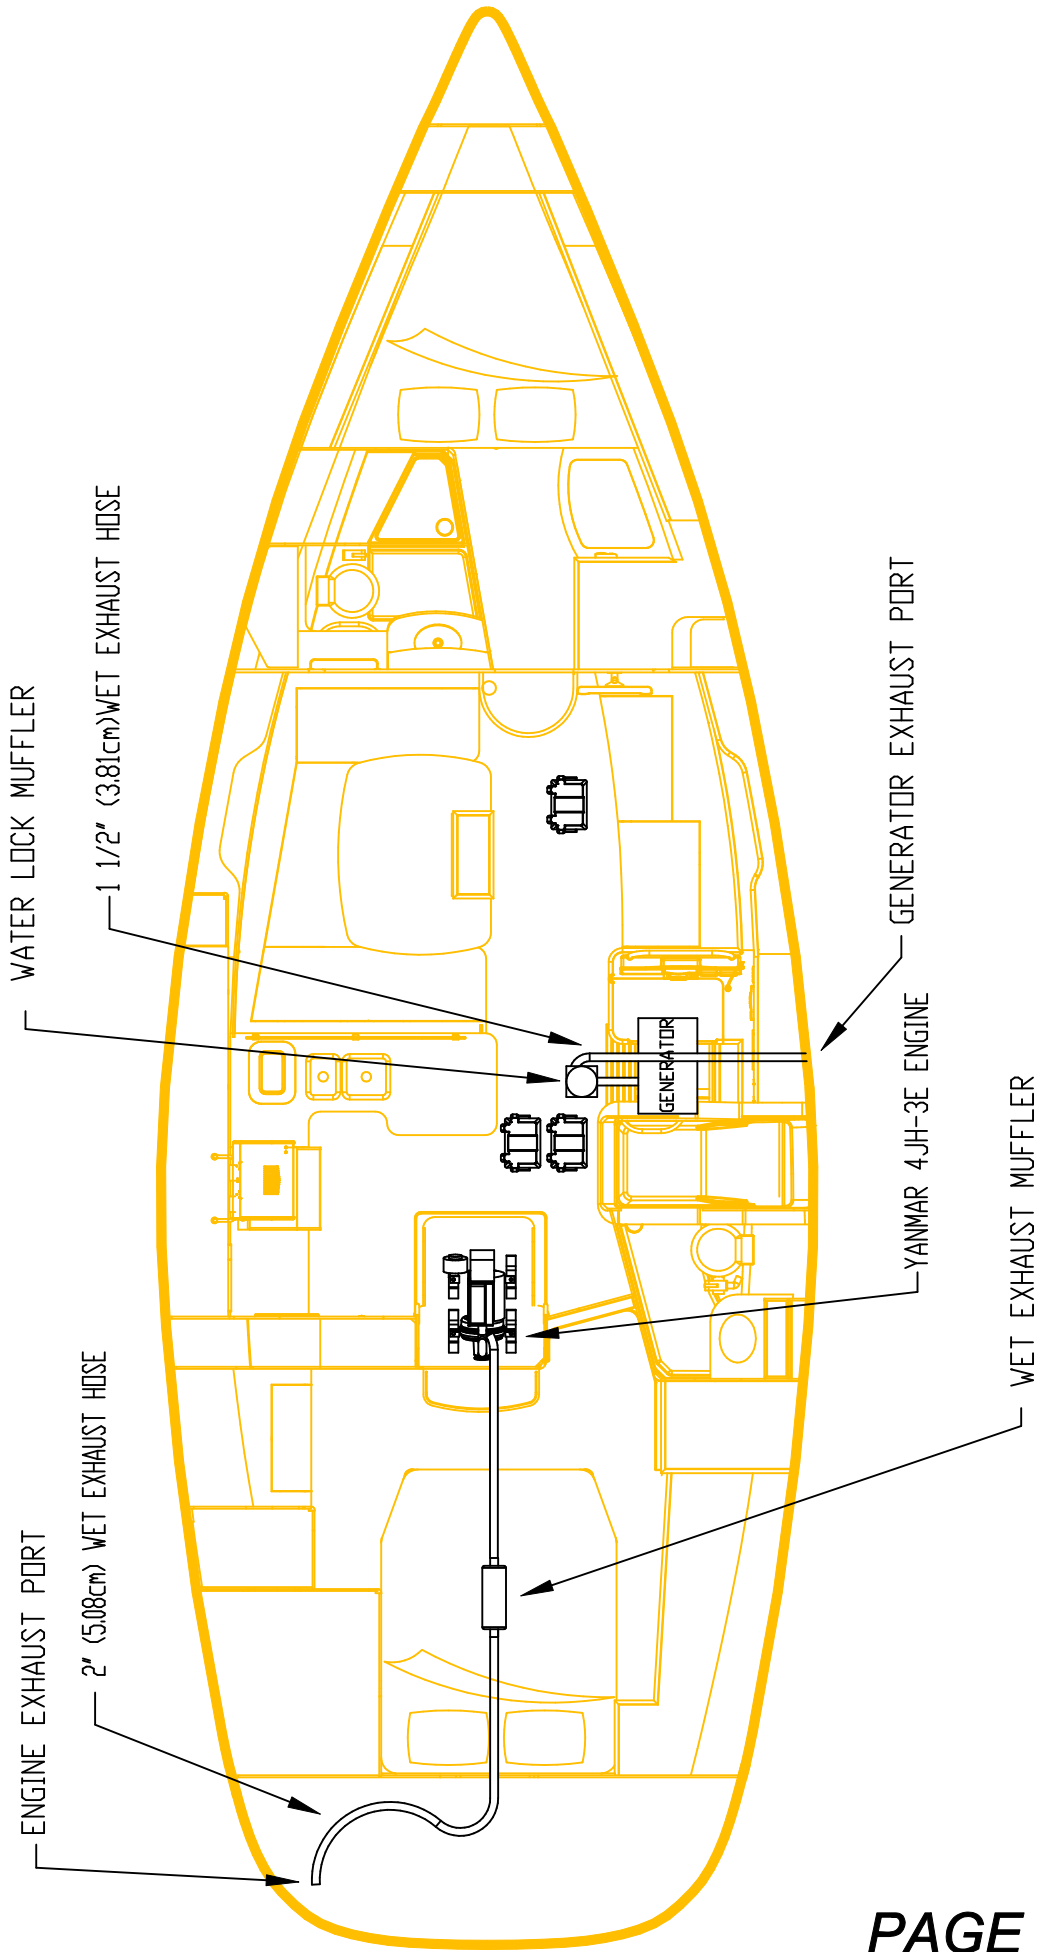 WATER LOCK MUFFLER
1 1/2" (3.81cm)WET EXHAUST HOSE
GENERATOR EXHAUST PORT
GENERATOR
YANMAR 4JH-3E ENGINE
WET EXHAUST MUFFLER
2" (5.08cm) WET EXHAUST HOSE
ENGINE EXHAUST PORT
PAGE